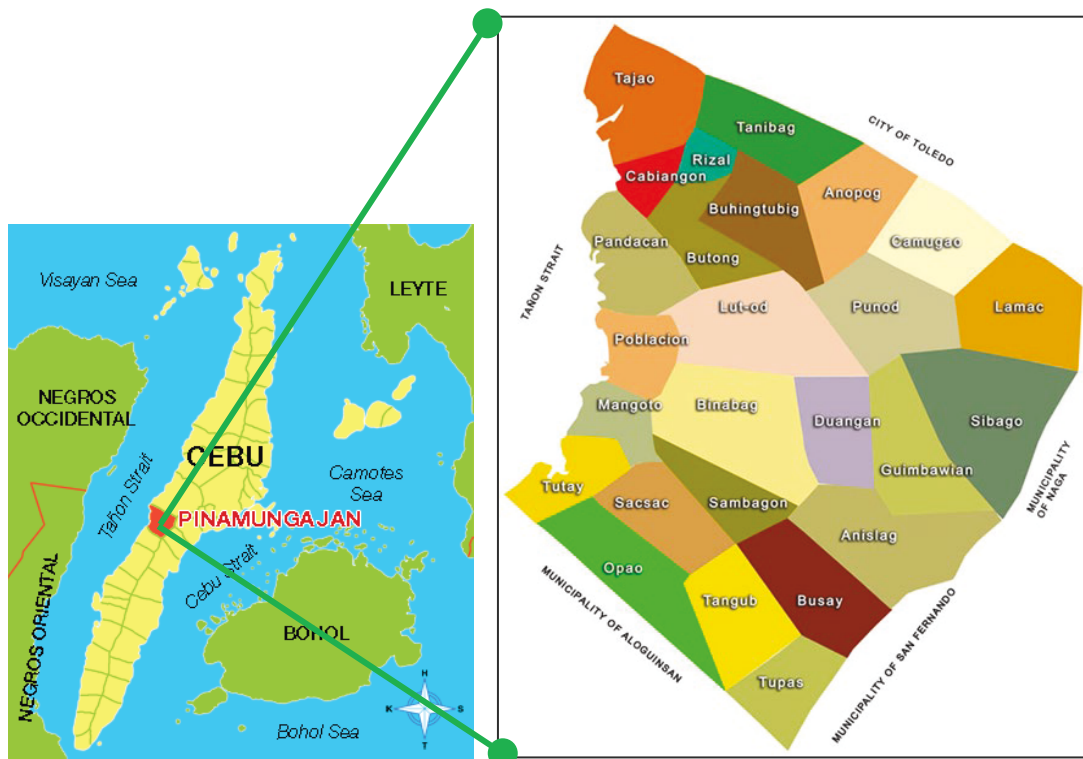 Visayan Sea
LEYTE
NEGROS
OCCIDENTAL
CEBU
Camotes
Sea
Tañon Strait
PINAMUNGAJAN
Cebu Strait
NEGROS ORIENTAL
BOHOL
Bohol Sea
H
K
S
T
Tajao
Tanibag
CITY OF TOLEDO
Rizal
Cabiangon
Anopog
Buhingtubig
Pandacan
Camugao
Butong
TAÑON STRAIT
Lut-od
Punod
Lamac
Poblacion
Mangoto
Binabag
Duangan
Sibago
Guimbawian
MUNICIPALITY
OF NAGA
Tutay
Sacsac
Sambagon
Anislag
Opao
MUNICIPALITY OF ALOGUINSAN
Tangub
Busay
MUNICIPALITY OF SAN FERNANDO
Tupas